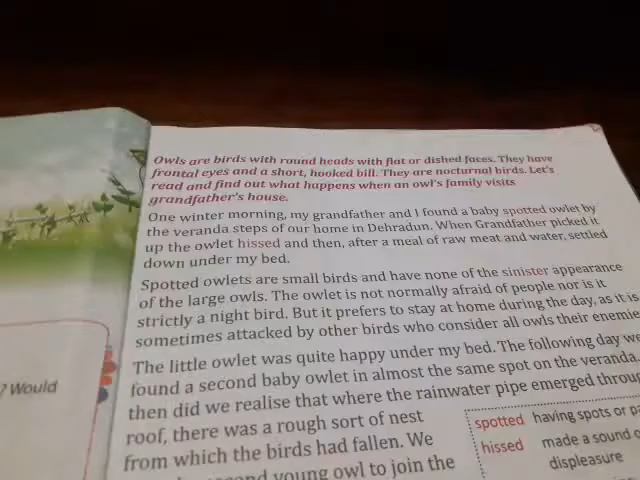 Owls are birds with round heads with flat or dished faces. They have
frontal eyes and a short, hooked bill. They are nocturnal birds. Let's
read and find out what happens when an owl's family visits
grandfather's house.
One winter morning, my grandfather and I found a baby spotted owlet by
the veranda steps of our home in Dehradun. When Grandfather picked it
up the owlet hissed and then, after a meal of raw meat and water, settled
down under my bed.
Spotted owlets are small birds and have none of the sinister appearance
of the large owls. The owlet is not normally afraid of people nor is it
strictly a night bird. But it prefers to stay at home during the day, as it is
sometimes attacked by other birds who consider all owls their enemie
The little owlet was quite happy under my bed. The following day we
found a second baby owlet in almost the same spot on the veranda.
then did we realise that where the rainwater pipe emerged throu
roof, there was a rough sort of nest
from which the birds had fallen. We
second young owl to join the
? Would
spotted having spots or pa
hissed made a sound o
displeasure